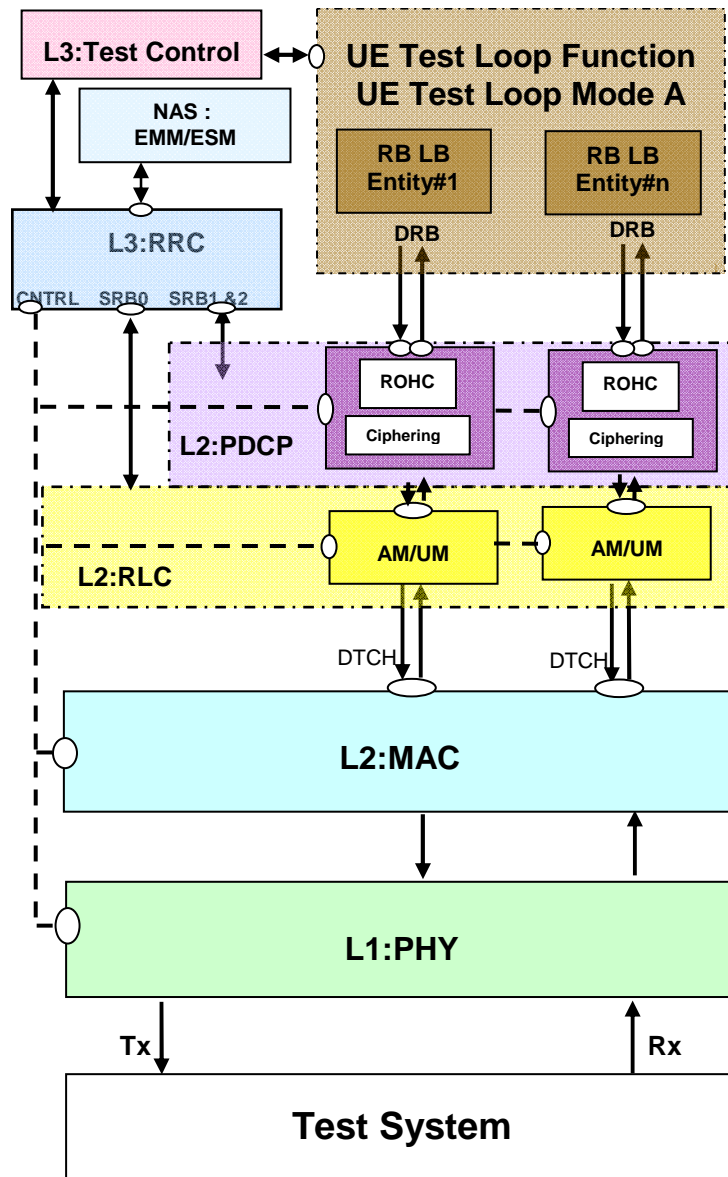 L3:Test Control
UE Test Loop Function
UE Test Loop Mode A
NAS :
EMM/ESM
RB LB
Entity#1
RB LB
Entity#n
DRB
DRB
L3:RRC
CNTRL
SRB0
SRB1 &2
ROHC
Ciphering
ROHC
Ciphering
L2:PDCP
AM/UM
AM/UM
L2:RLC
DTCH
DTCH
L2:MAC
L1:PHY
Tx
Rx
Test System